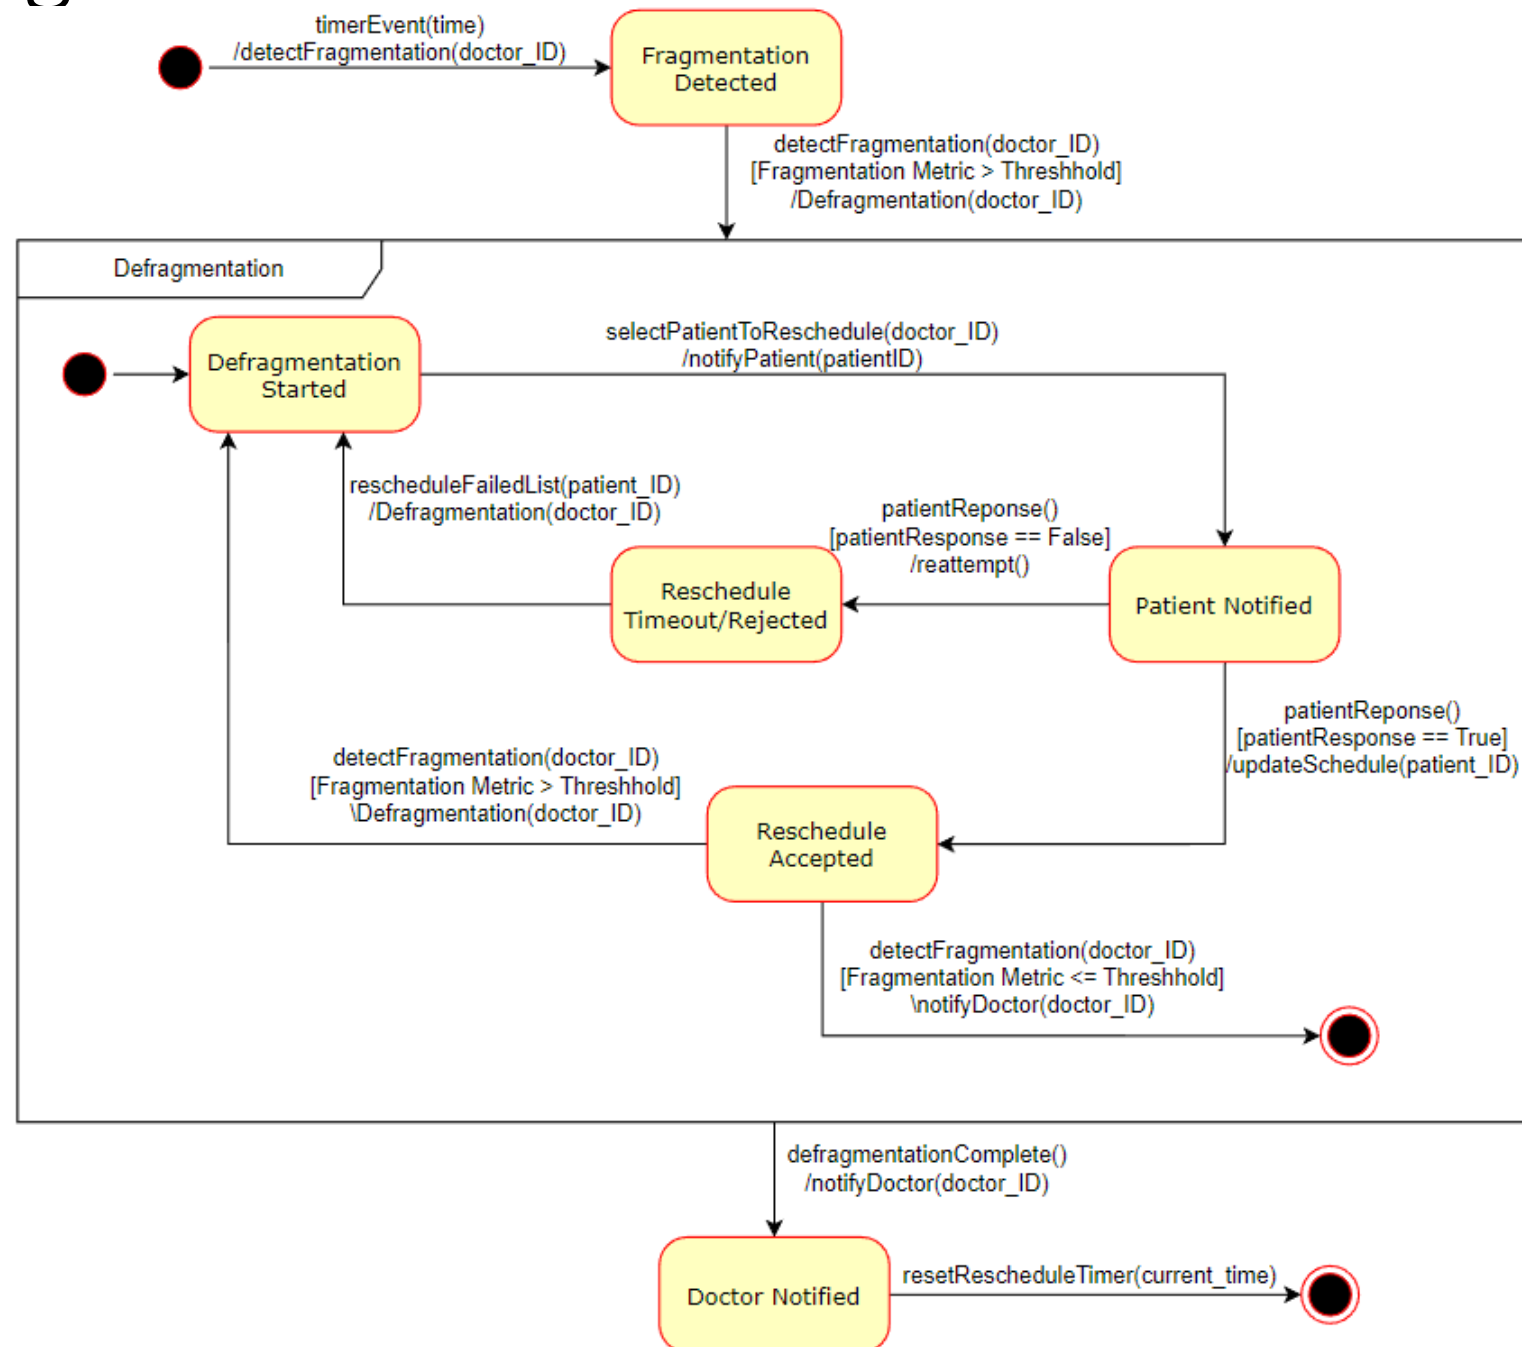 timerEvent(time)
/detectFragmentation(doctor_ID)
Fragmentation
Detected
detectFragmentation(doctor_ID)
[Fragmentation Metric > Threshhold]
/Defragmentation(doctor_ID)
Defragmentation
Defragmentation
Started
selectPatientToReschedule(doctor_ID)
/notifyPatient(patientID)
rescheduleFailedList(patient_ID)
/Defragmentation(doctor_ID)
patientReponse()
[patientResponse == False]
/reattempt()
Reschedule
Timeout/Rejected
Patient Notified
patientReponse()
[patientResponse == True]
/updateSchedule(patient_ID)
detectFragmentation(doctor_ID)
[Fragmentation Metric > Threshhold]
\Defragmentation(doctor_ID)
Reschedule
Accepted
detectFragmentation(doctor_ID)
[Fragmentation Metric <= Threshhold]
\notifyDoctor(doctor_ID)
defragmentationComplete()
/notifyDoctor(doctor_ID)
Doctor Notified
resetRescheduleTimer(current_time)